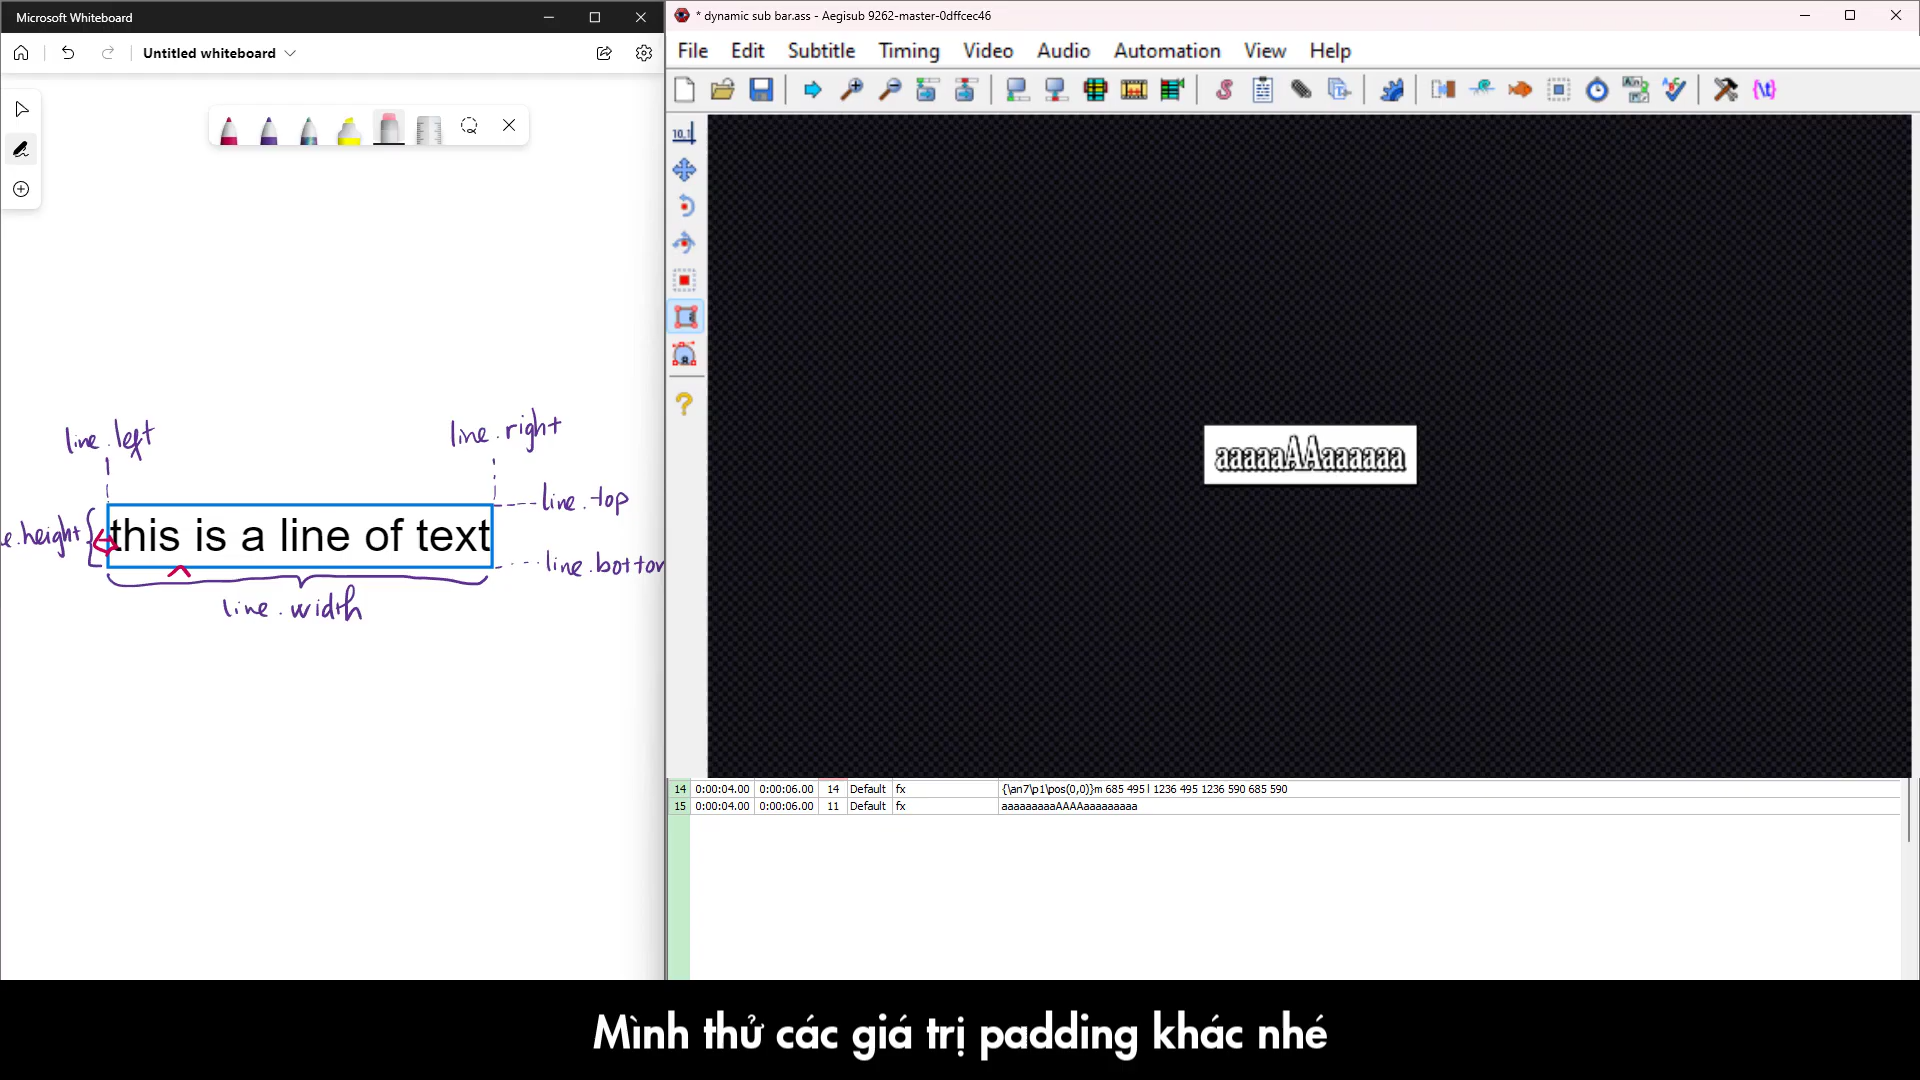 Microsoft Whiteboard
Untitled whiteboard
line.left
line.right
line.top
e.height
this is a line of text
line.bottom
line.width
* dynamic sub bar.ass - Aegisub 9262-master-0dffcec46
File Edit Subtitle Timing Video Audio Automation View Help
aaaaaAAaaaaaa
14 0:00:04.00 0:00:06.00 14 Default fx {\an7\p1\pos(0,0)}m 685 495 l 1236 495 1236 590 685 590
15 0:00:04.00 0:00:06.00 11 Default fx aaaaaaaaaAAAAaaaaaaaaa
Mình thử các giá trị padding khác nhé